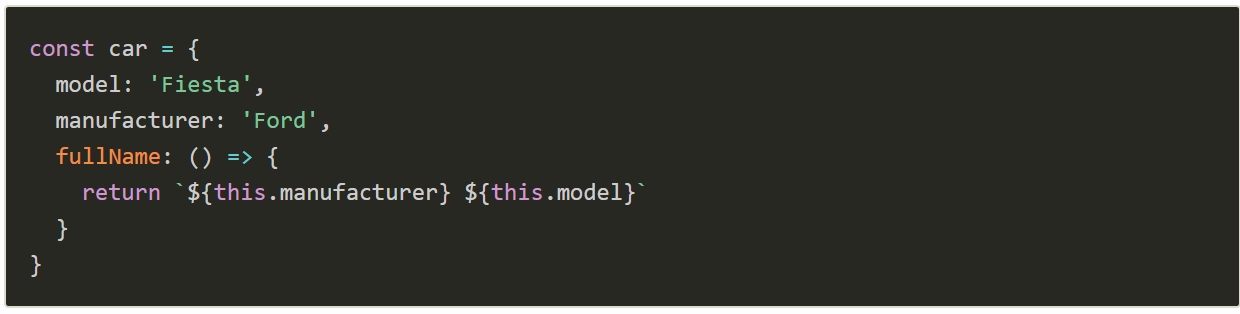 const car = {
  model: 'Fiesta',
  manufacturer: 'Ford',
  fullName: () => {
    return `${this.manufacturer} ${this.model}`
  }
}